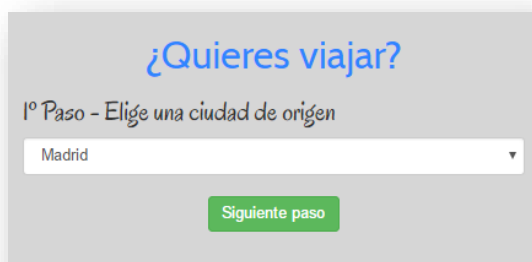 ¿Quieres viajar?
1º Paso - Elige una ciudad de origen
Madrid
Siguiente paso